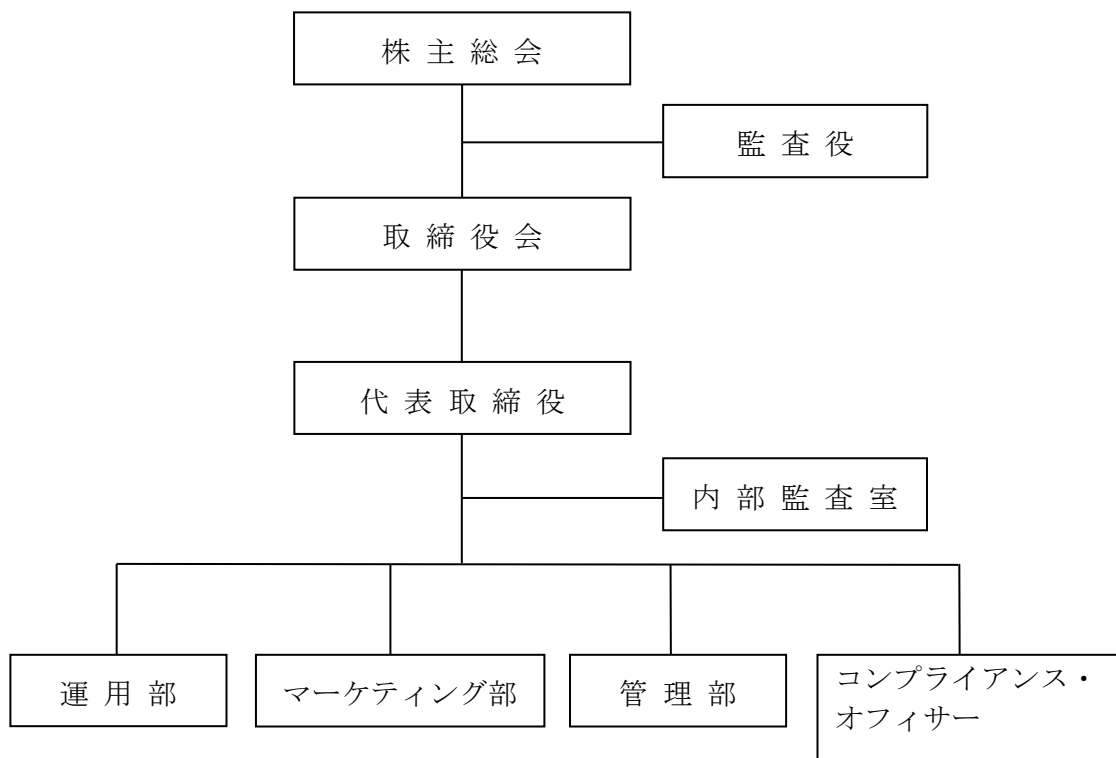 株主総会
監査役
取締役会
代表取締役
内部監査室
運用部
マーケティング部
管理部
コンプライアンス・
オフィサー